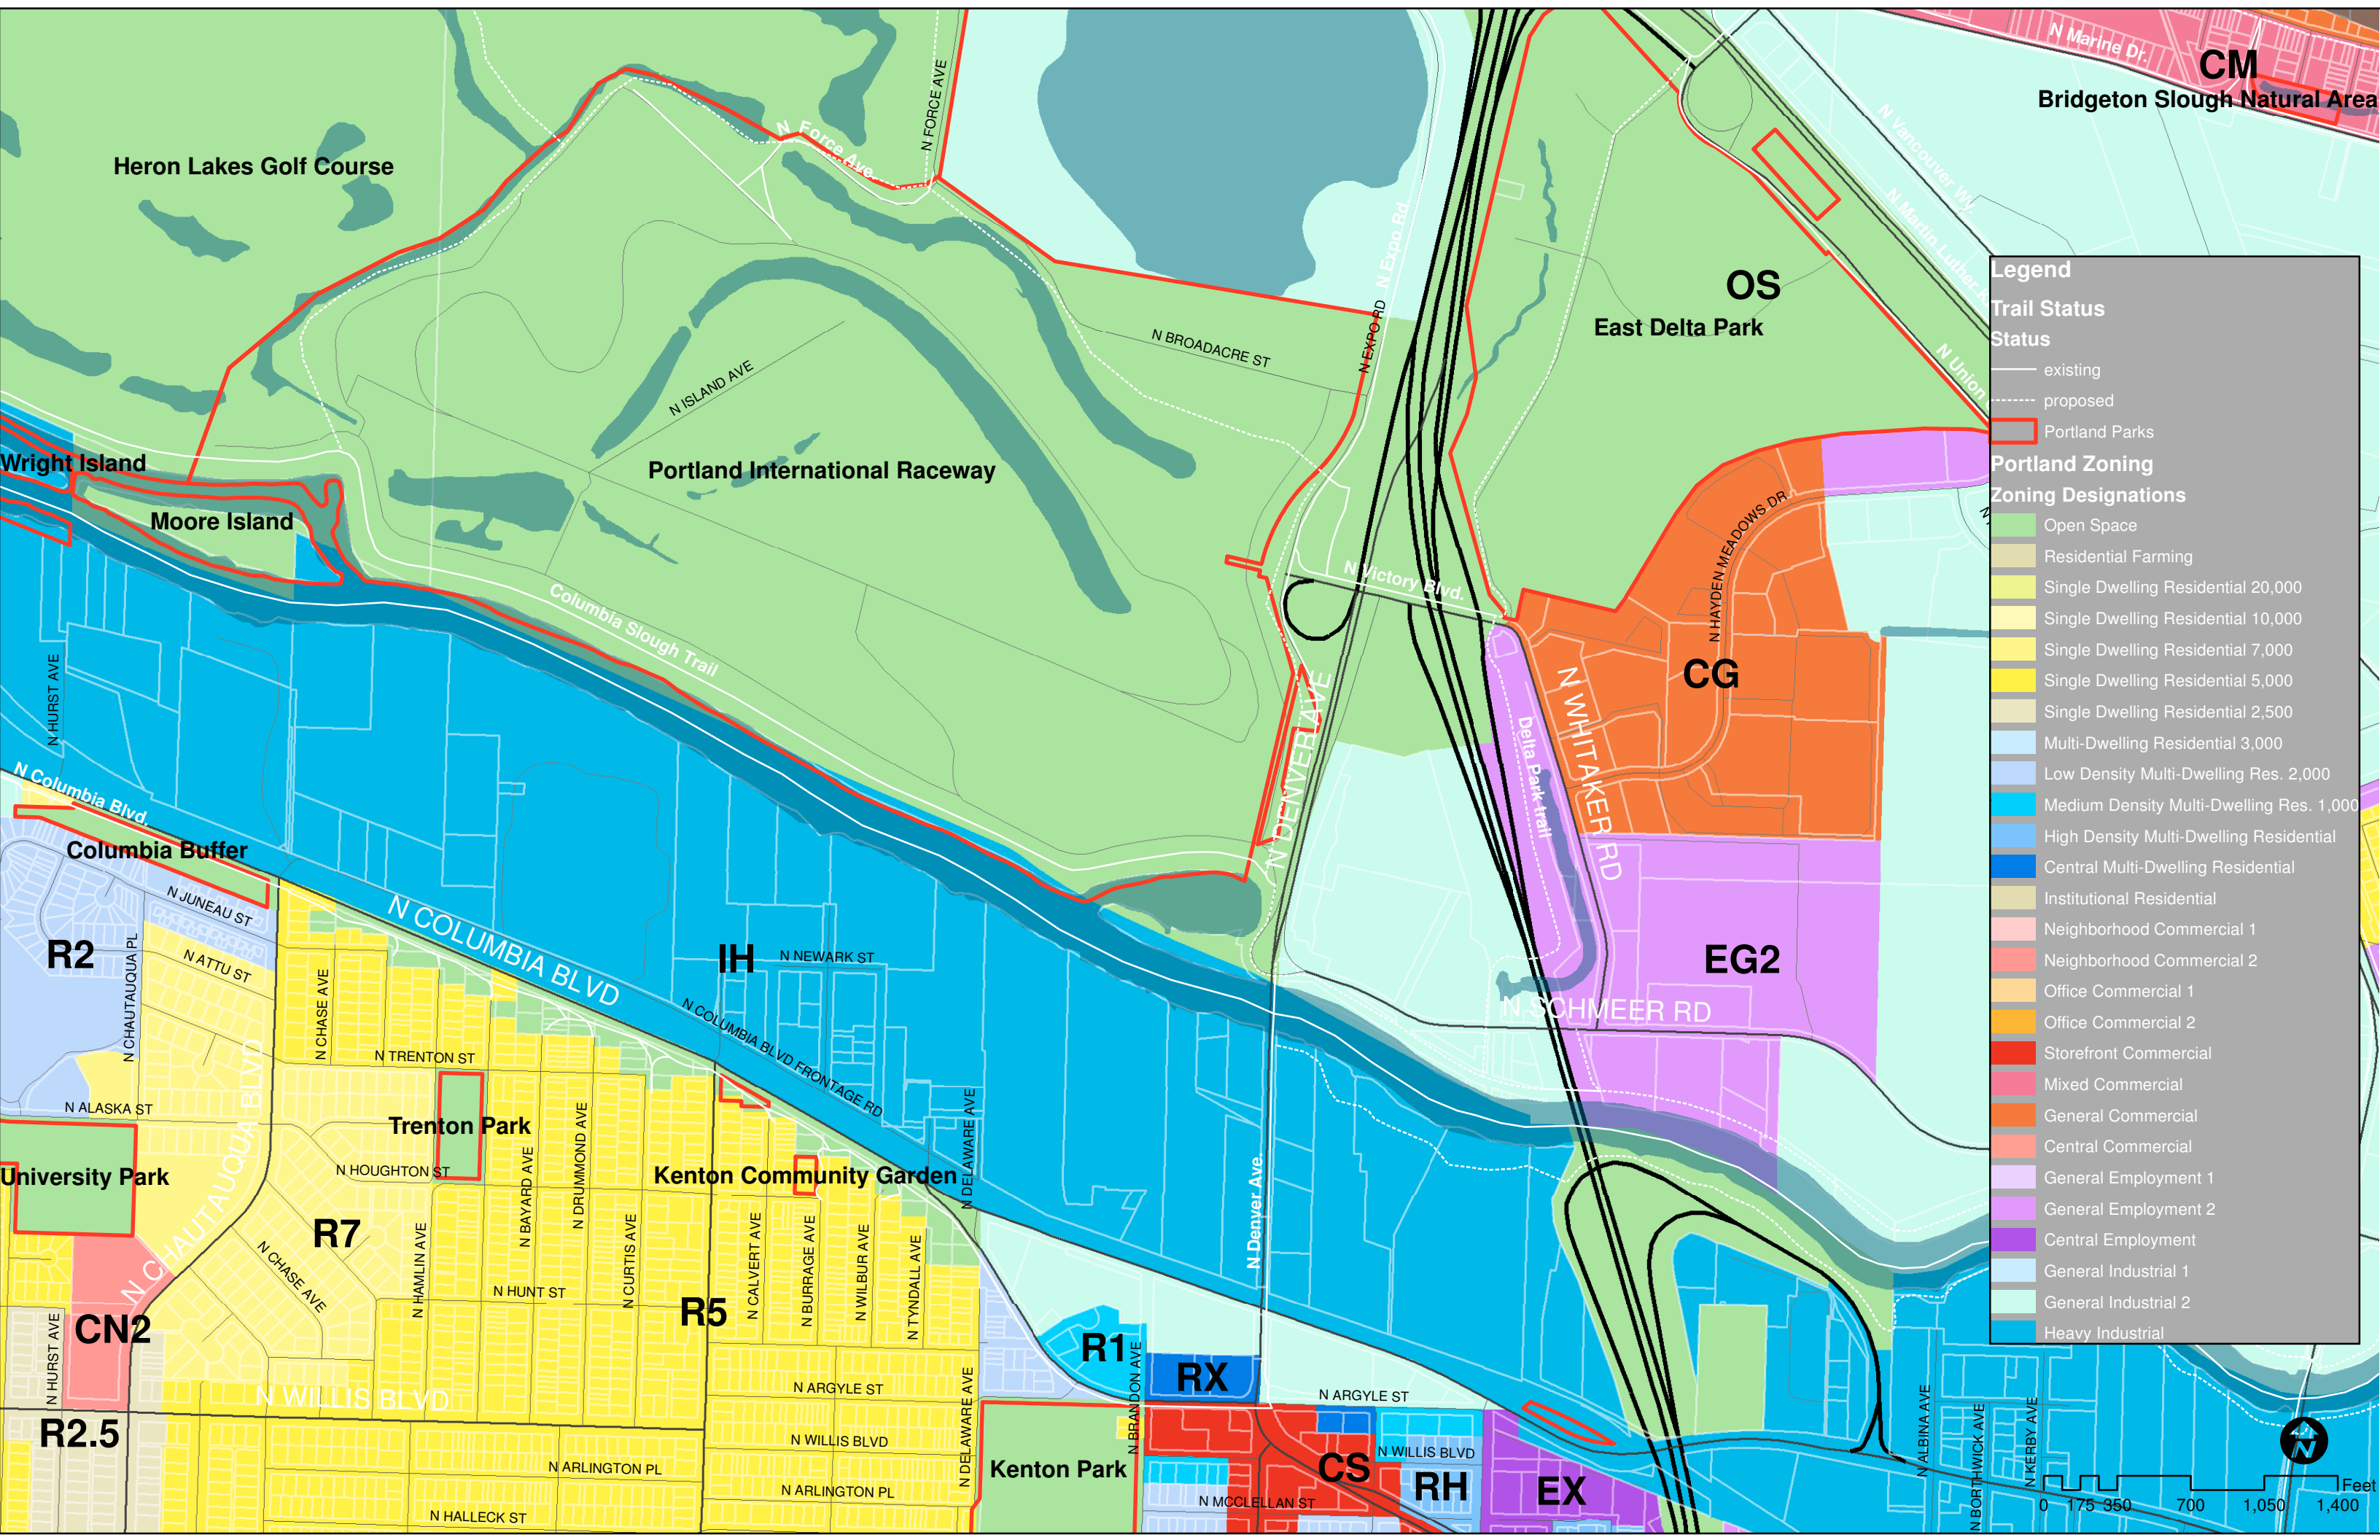 N Marine Dr.
CM
Bridgeton Slough Natural Area
N FORCE AVE
N Force Ave.
Heron Lakes Golf Course
N Vancouver Wy.
N Martin Luther K
N Expo Rd
OS
East Delta Park
N EXPO RD
N BROADACRE ST
N ISLAND AVE
N Union
Portland International Raceway
Wright Island
Moore Island
N HAYDEN MEADOWS DR
N Victory Blvd.
Columbia Slough Trail
CG
N WHITAKER RD
Delta Park trail
N DENVER AVE
N HURST AVE
N Columbia Blvd.
Columbia Buffer
N JUNEAU ST
N COLUMBIA BLVD
R2
N CHAUTAUQUA PL
N ATTU ST
N CHASE AVE
IH
N NEWARK ST
EG2
N SCHMEER RD
N COLUMBIA BLVD FRONTAGE RD
N TRENTON ST
N ALASKA ST
Trenton Park
N CHAUTAUQUA BLVD
University Park
N HOUGHTON ST
N BAYARD AVE
N DRUMMOND AVE
Kenton Community Garden
N DELAWARE AVE
N Denver Ave.
R7
N CHASE AVE
N HAMLIN AVE
N HUNT ST
N CURTIS AVE
R5
N CALVERT AVE
N BURRAGE AVE
N WILBUR AVE
N TYNDALL AVE
CN2
N HURST AVE
R1
RX
N BRANDON AVE
N WILLIS BLVD
N ARGYLE ST
N ARGYLE ST
R2.5
N WILLIS BLVD
N DELAWARE AVE
N ARLINGTON PL
N ARLINGTON PL
N HALLECK ST
Kenton Park
CS
N WILLIS BLVD
RH
EX
N MCCLELLAN ST
N ALBINA AVE
N BORTHWICK AVE
N KERBY AVE
Legend
Trail Status
Status
existing
proposed
Portland Parks
Portland Zoning
Zoning Designations
Open Space
Residential Farming
Single Dwelling Residential 20,000
Single Dwelling Residential 10,000
Single Dwelling Residential 7,000
Single Dwelling Residential 5,000
Single Dwelling Residential 2,500
Multi-Dwelling Residential 3,000
Low Density Multi-Dwelling Res. 2,000
Medium Density Multi-Dwelling Res. 1,000
High Density Multi-Dwelling Residential
Central Multi-Dwelling Residential
Institutional Residential
Neighborhood Commercial 1
Neighborhood Commercial 2
Office Commercial 1
Office Commercial 2
Storefront Commercial
Mixed Commercial
General Commercial
Central Commercial
General Employment 1
General Employment 2
Central Employment
General Industrial 1
General Industrial 2
Heavy Industrial
N
Feet
0 175 350 700 1,050 1,400